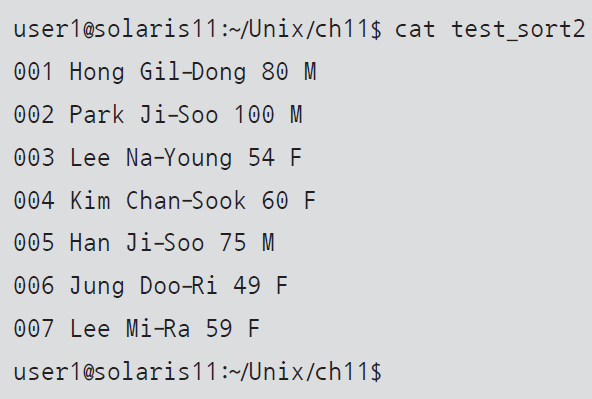 user1@solaris11:~/Unix/ch11$ cat test_sort2
001 Hong Gil-Dong 80 M
002 Park Ji-Soo 100 M
003 Lee Na-Young 54 F
004 Kim Chan-Sook 60 F
005 Han Ji-Soo 75 M
006 Jung Doo-Ri 49 F
007 Lee Mi-Ra 59 F
user1@solaris11:~/Unix/ch11$